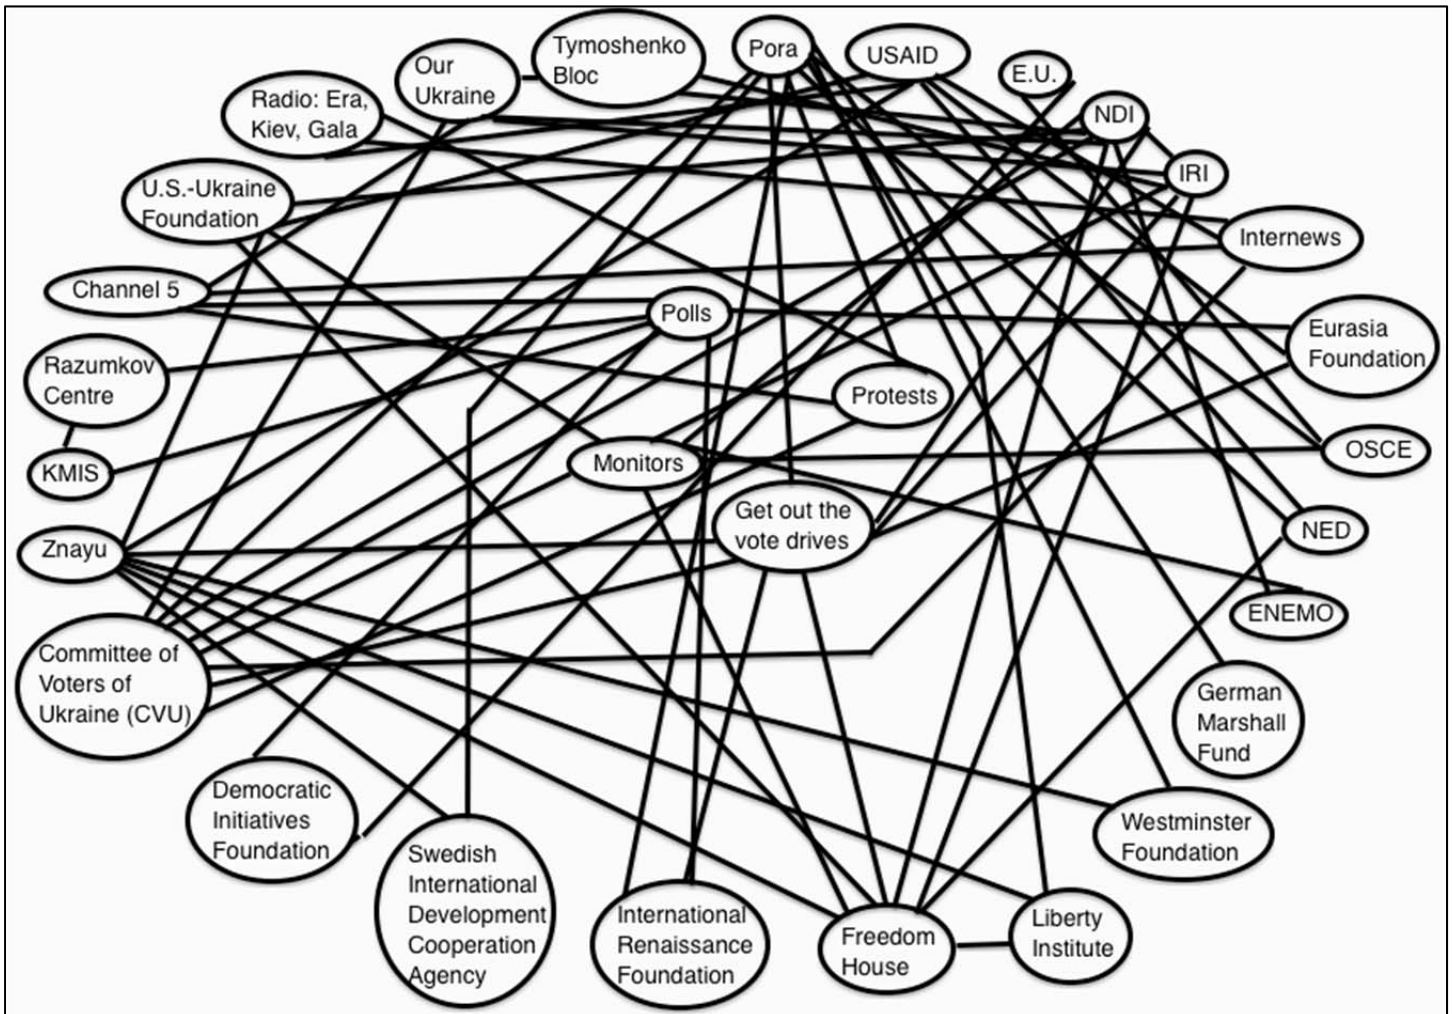 Tymoshenko
Bloc
Pora
USAID
Our
Ukraine
E.U.
Radio: Era,
Kiev, Gala
NDI
IRI
U.S.-Ukraine
Foundation
Internews
Channel 5
Polls
Eurasia
Foundation
Razumkov
Centre
Protests
OSCE
KMIS
Monitors
Get out the
vote drives
NED
Znayu
ENEMO
Committee of
Voters of
Ukraine (CVU)
German
Marshall
Fund
Democratic
Initiatives
Foundation
Westminster
Foundation
Swedish
International
Development
Cooperation
Agency
International
Renaissance
Foundation
Freedom
House
Liberty
Institute